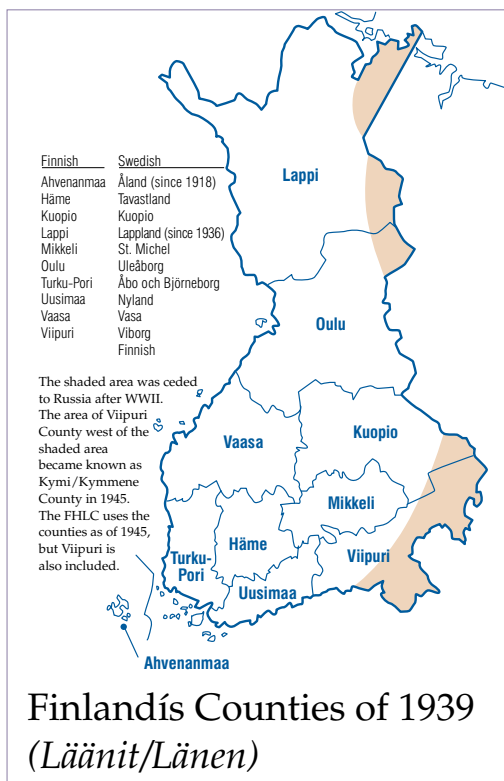 Finnish Swedish
Ahvenanmaa Åland (since 1918)
Häme Tavastland
Kuopio Kuopio
Lappi Lappland (since 1936)
Mikkeli St. Michel
Oulu Uleåborg
Turku-Pori Åbo och Björneborg
Uusimaa Nyland
Vaasa Vasa
Viipuri Viborg
Finnish
The shaded area was ceded
to Russia after WWII.
The area of Viipuri
County west of the
shaded area
became known as
Kymi/Kymmene
County in 1945.
The FHLC uses the
counties as of 1945,
but Viipuri is
also included.
Lappi
Oulu
Vaasa
Kuopio
Mikkeli
Häme
Viipuri
Turku-
Pori
Uusimaa
Ahvenanmaa
Finlandís Counties of 1939
(Läänit/Länen)